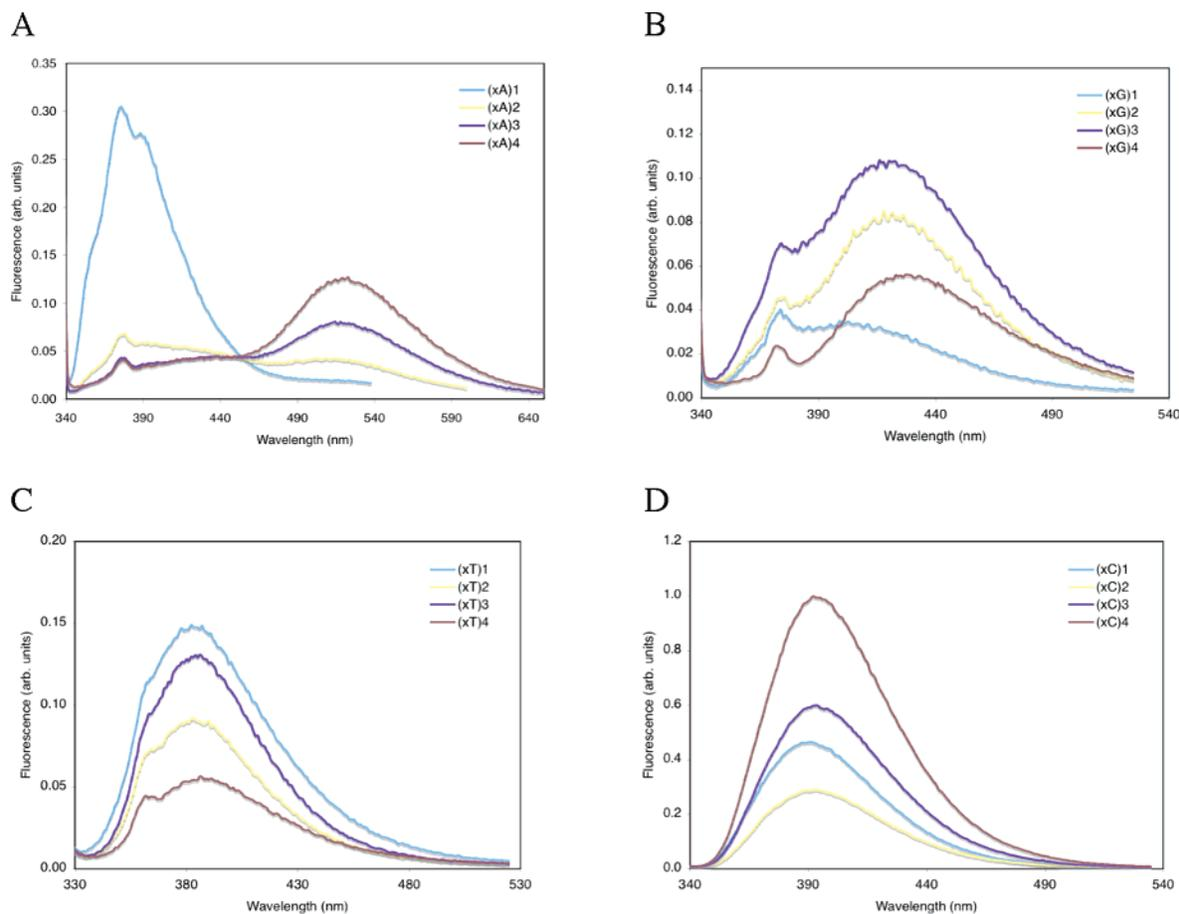 A
0.35
0.30
0.25
0.20
0.15
0.10
0.05
0.00
Fluorescence (arb. units)
(xA)1
(xA)2
(xA)3
(xA)4
340 390 440 490 540 590 640
Wavelength (nm)
B
0.14
0.12
0.10
0.08
0.06
0.04
0.02
0.00
Fluorescence (arb. units)
(xG)1
(xG)2
(xG)3
(xG)4
340 390 440 490 540
Wavelength (nm)
C
0.20
0.15
0.10
0.05
0.00
Fluorescence (arb. units)
(xT)1
(xT)2
(xT)3
(xT)4
330 380 430 480 530
Wavelength (nm)
D
1.2
1.0
0.8
0.6
0.4
0.2
0.0
Fluorescence (arb. units)
(xC)1
(xC)2
(xC)3
(xC)4
340 390 440 490 540
Wavelength (nm)